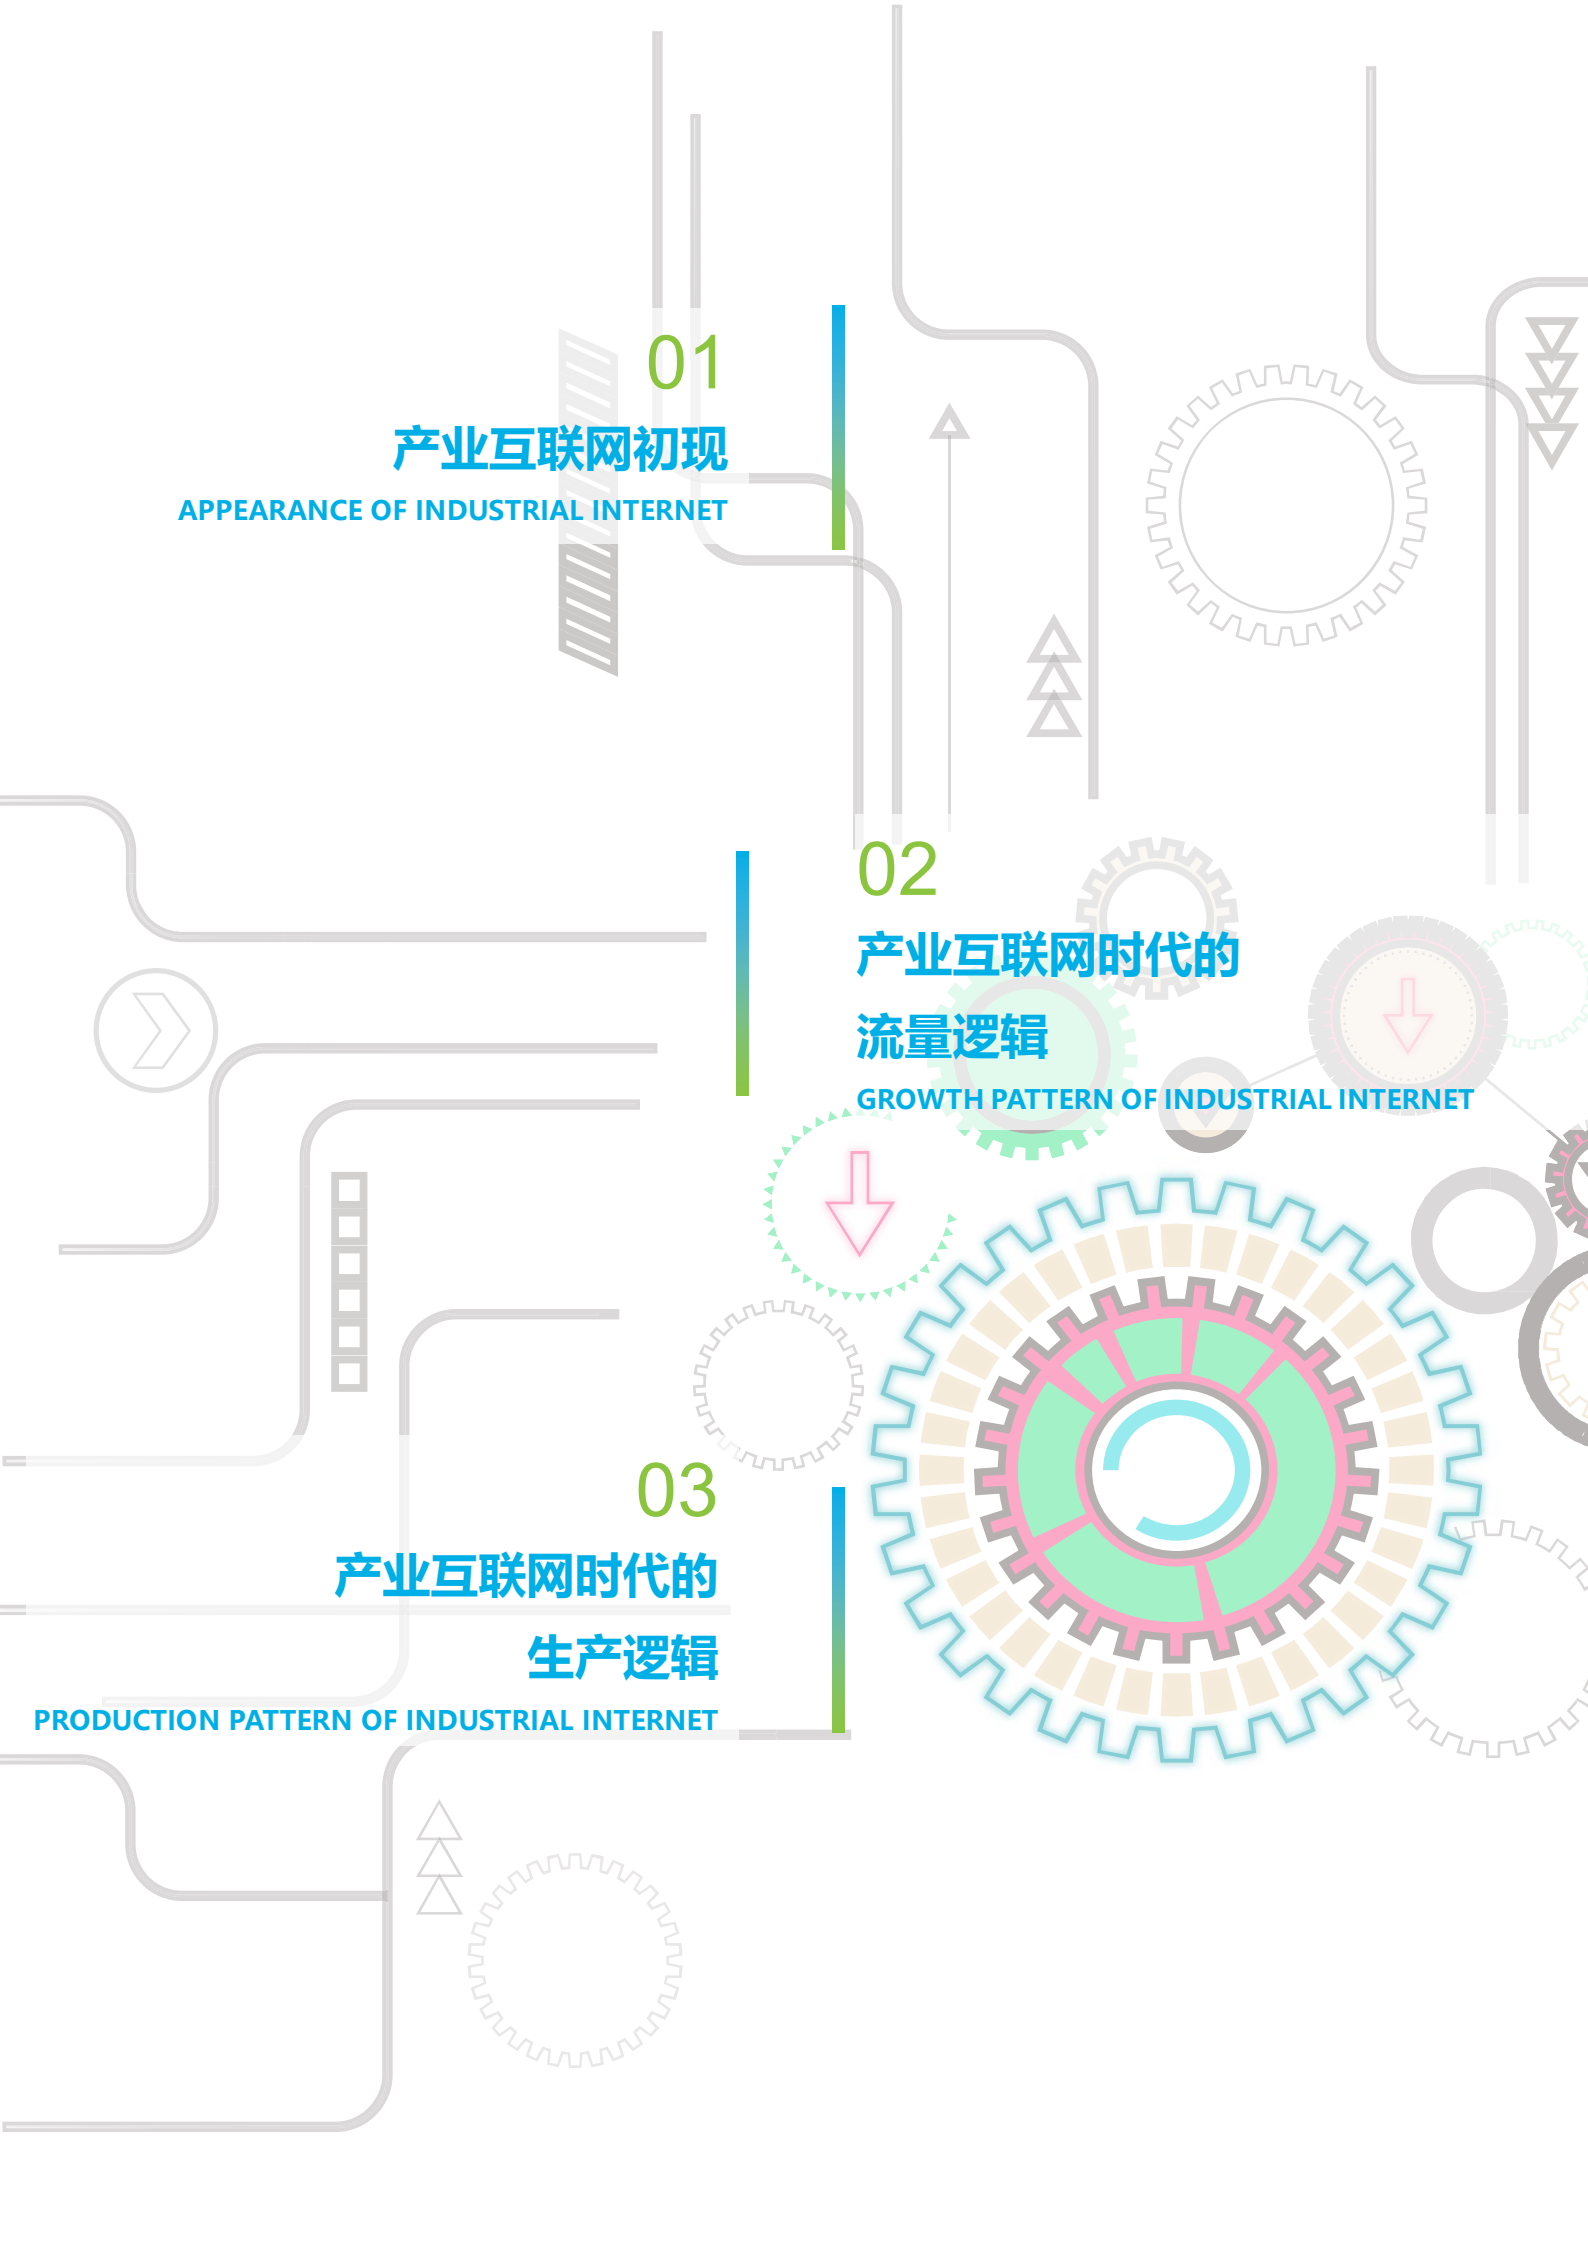 01
产业互联网初现
APPEARANCE OF INDUSTRIAL INTERNET
02
产业互联网时代的
流量逻辑
GROWTH PATTERN OF INDUSTRIAL INTERNET
03
产业互联网时代的
生产逻辑
PRODUCTION PATTERN OF INDUSTRIAL INTERNET